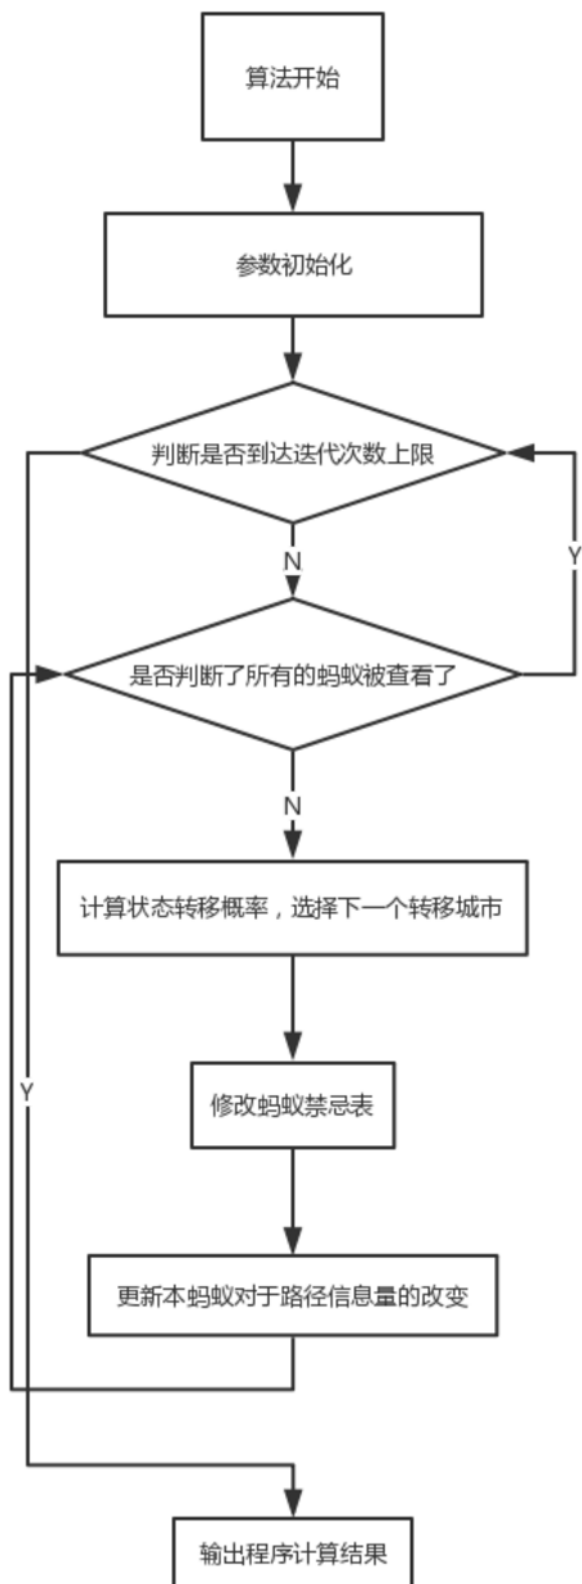 算法开始
参数初始化
判断是否到达迭代次数上限
N
Y
是否判断了所有的蚂蚁被查看了
N
计算状态转移概率，选择下一个转移城市
Y
修改蚂蚁禁忌表
更新本蚂蚁对于路径信息量的改变
输出程序计算结果